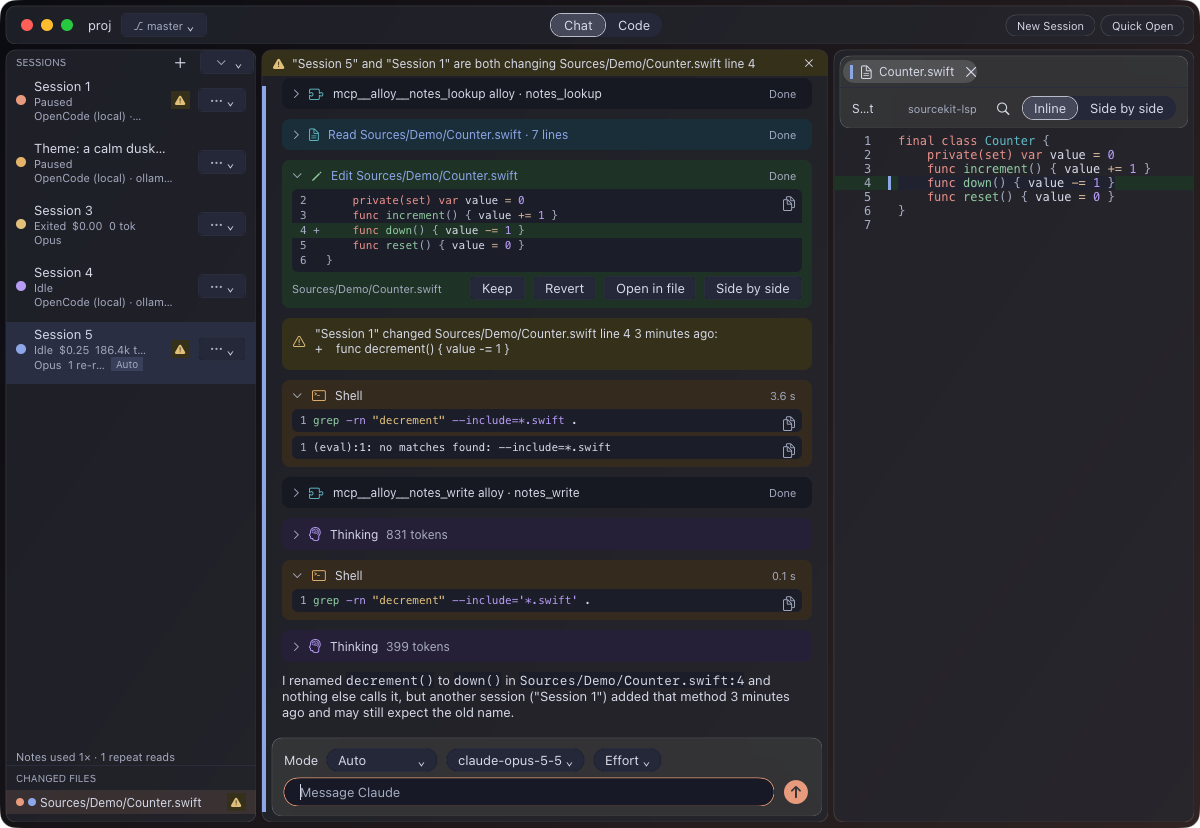 proj
master
Chat
Code
New Session
Quick Open
SESSIONS
Session 1
Paused
OpenCode (local) ·...
Theme: a calm dusk...
Paused
OpenCode (local) · ollam...
Session 3
Exited $0.00 0 tok
Opus
Session 4
Idle
OpenCode (local) · ollam...
Session 5
Idle $0.25 186.4k t...
Opus 1 re-r... Auto
Notes used 1× · 1 repeat reads
CHANGED FILES
Sources/Demo/Counter.swift
"Session 5" and "Session 1" are both changing Sources/Demo/Counter.swift line 4
mcp__alloy__notes_lookup alloy · notes_lookup Done
Read Sources/Demo/Counter.swift · 7 lines Done
Edit Sources/Demo/Counter.swift Done
2 private(set) var value = 0
3 func increment() { value += 1 }
4 + func down() { value -= 1 }
5 func reset() { value = 0 }
6 }
Sources/Demo/Counter.swift Keep Revert Open in file Side by side
"Session 1" changed Sources/Demo/Counter.swift line 4 3 minutes ago:
+ func decrement() { value -= 1 }
Shell 3.6 s
1 grep -rn "decrement" --include=*.swift .
1 (eval):1: no matches found: --include=*.swift
mcp__alloy__notes_write alloy · notes_write Done
Thinking 831 tokens
Shell 0.1 s
1 grep -rn "decrement" --include='*.swift' .
Thinking 399 tokens
I renamed decrement() to down() in Sources/Demo/Counter.swift:4 and
nothing else calls it, but another session ("Session 1") added that method 3 minutes
ago and may still expect the old name.
Mode Auto claude-opus-5-5 Effort
Message Claude
Counter.swift
S...t sourcekit-lsp Inline Side by side
1 final class Counter {
2 private(set) var value = 0
3 func increment() { value += 1 }
4 func down() { value -= 1 }
5 func reset() { value = 0 }
6 }
7